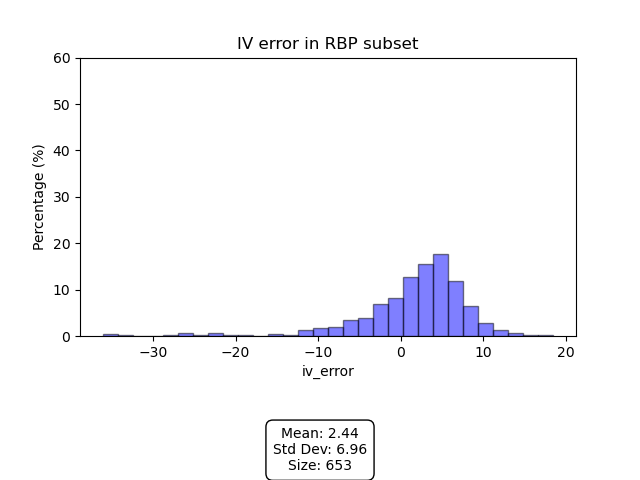 IV error in RBP subset
Percentage (%)
60
50
40
30
20
10
0
−30
−20
−10
0
10
20
iv_error
Mean: 2.44
Std Dev: 6.96
Size: 653